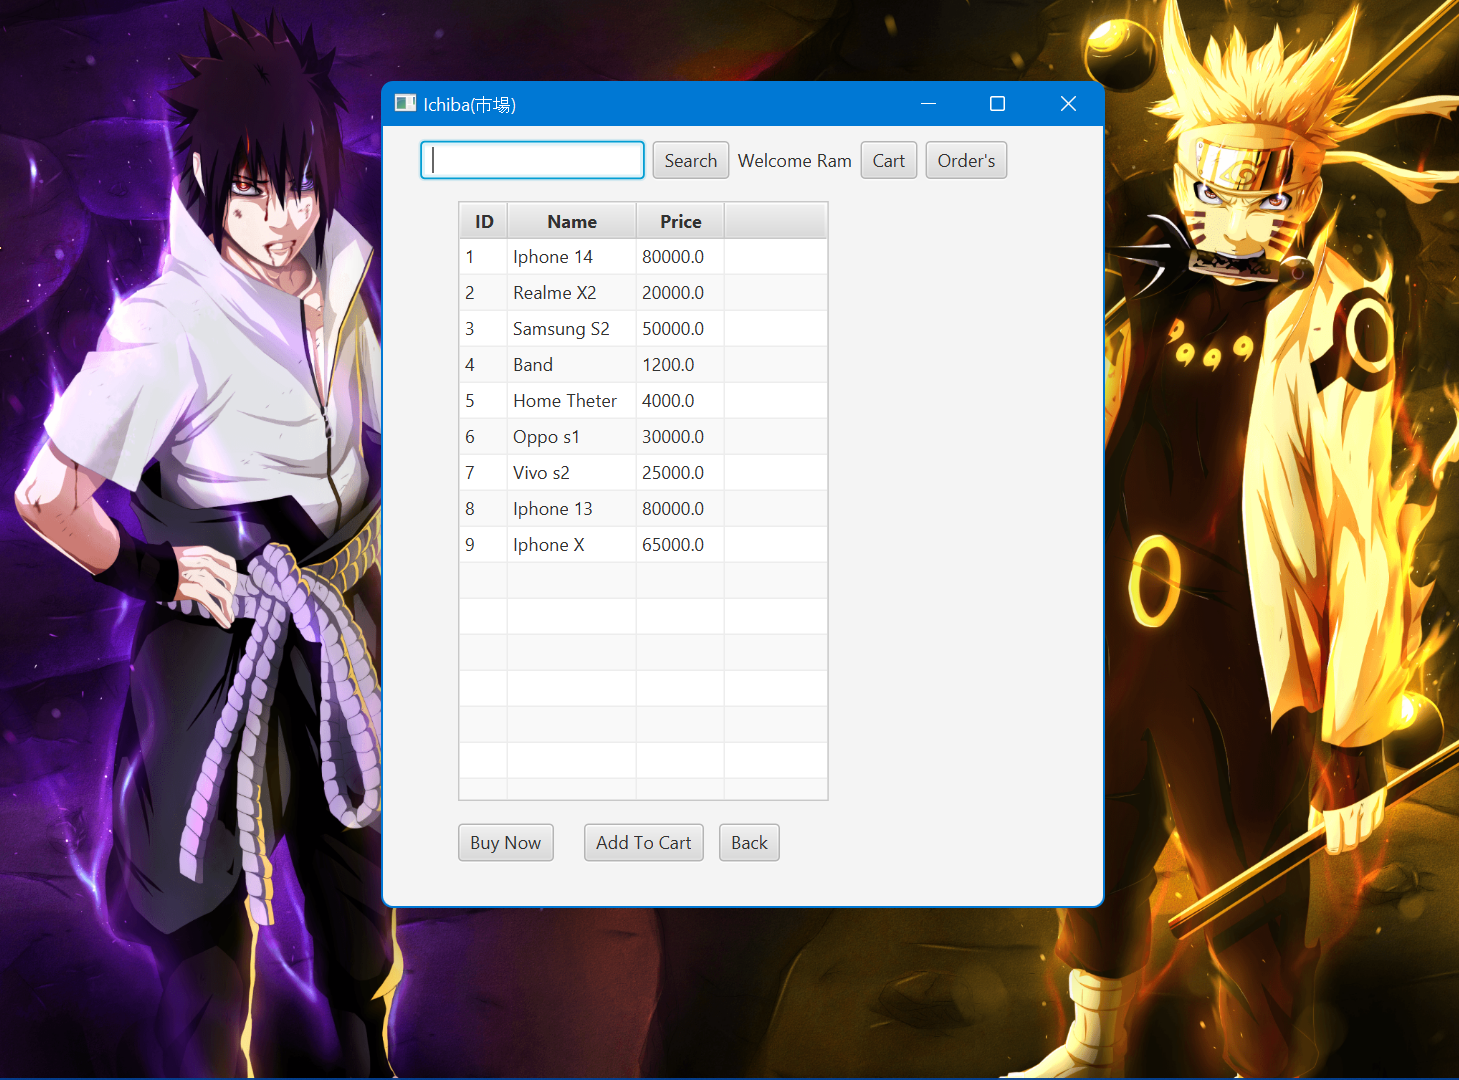 Ichiba(市場)
Search Welcome Ram Cart Order's
ID Name Price
1 Iphone 14 80000.0
2 Realme X2 20000.0
3 Samsung S2 50000.0
4 Band 1200.0
5 Home Theter 4000.0
6 Oppo s1 30000.0
7 Vivo s2 25000.0
8 Iphone 13 80000.0
9 Iphone X 65000.0
Buy Now Add To Cart Back